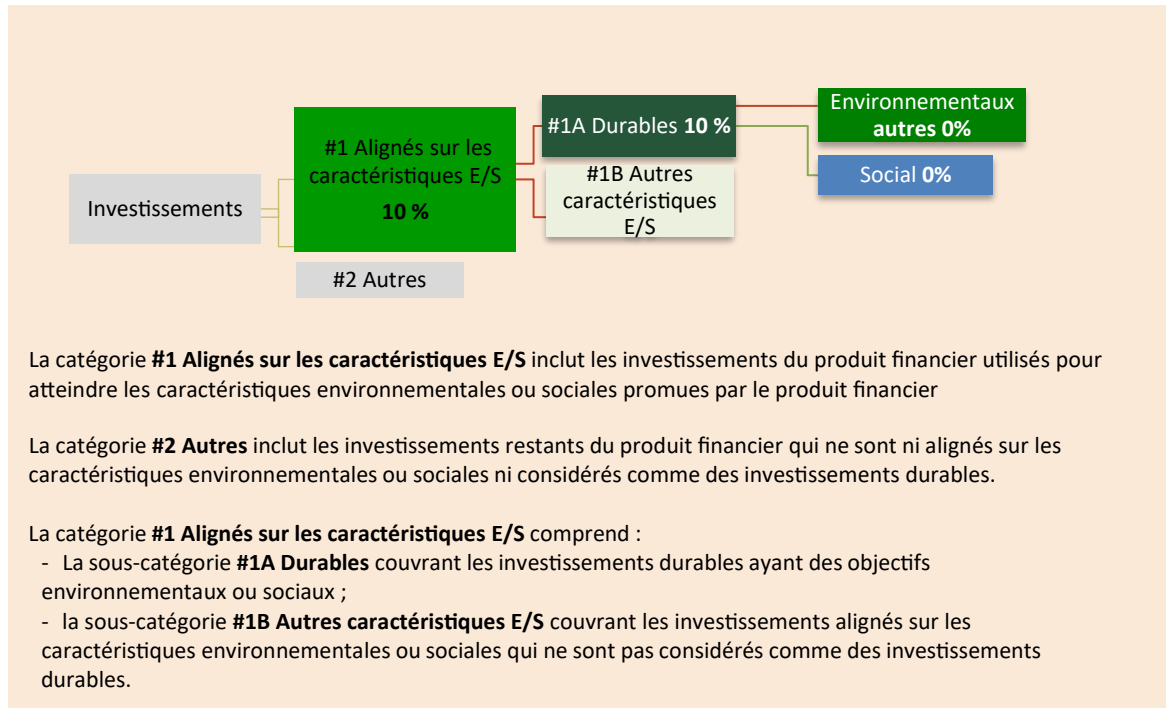 Investissements
#1 Alignés sur les
caractéristiques E/S
10 %
#2 Autres
#1A Durables 10 %
#1B Autres
caractéristiques
E/S
Environnementaux
autres 0%
Social 0%
La catégorie #1 Alignés sur les caractéristiques E/S inclut les investissements du produit financier utilisés pour
atteindre les caractéristiques environnementales ou sociales promues par le produit financier
La catégorie #2 Autres inclut les investissements restants du produit financier qui ne sont ni alignés sur les
caractéristiques environnementales ou sociales ni considérés comme des investissements durables.
La catégorie #1 Alignés sur les caractéristiques E/S comprend :
- La sous-catégorie #1A Durables couvrant les investissements durables ayant des objectifs
environnementaux ou sociaux ;
- la sous-catégorie #1B Autres caractéristiques E/S couvrant les investissements alignés sur les
caractéristiques environnementales ou sociales qui ne sont pas considérés comme des investissements
durables.